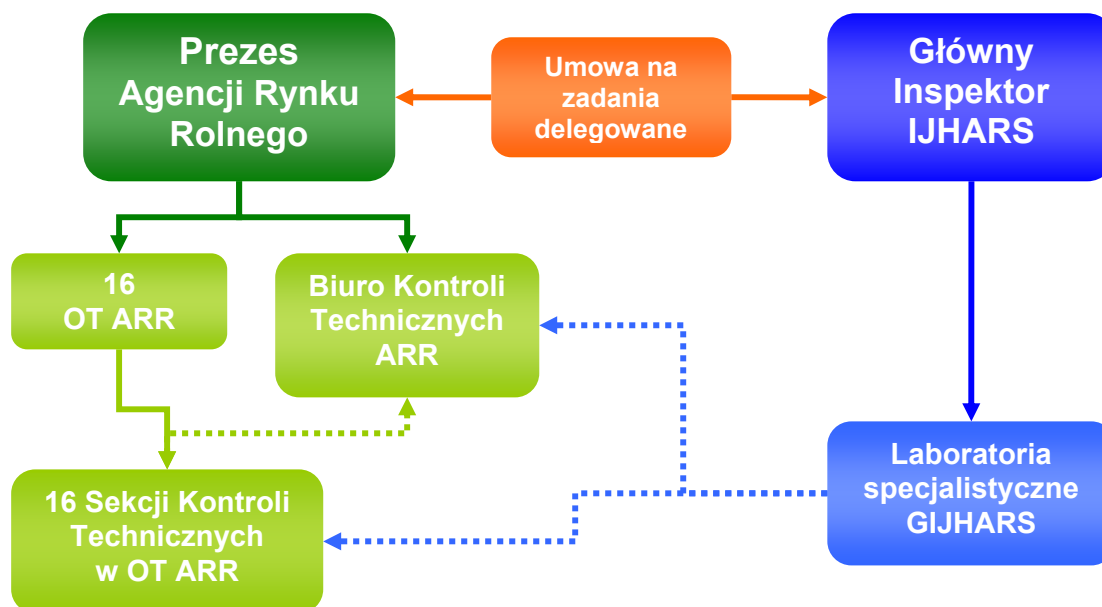 Prezes
Agencji Rynku
Rolnego
Umowa na
zadania
delegowane
Główny
Inspektor
IJHARS
16
OT ARR
Biuro Kontroli
Technicznych
ARR
16 Sekcji Kontroli
Technicznych
w OT ARR
Laboratoria
specjalistyczne
GIJHARS